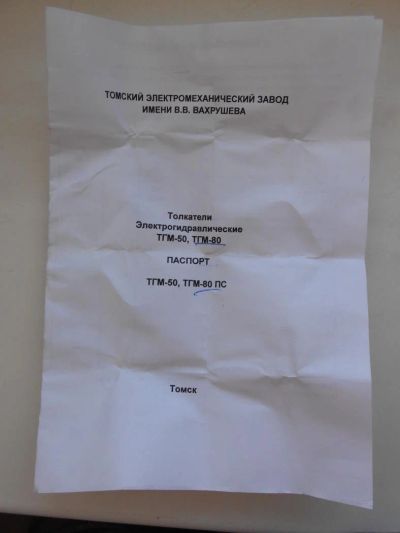 ТОМСКИЙ ЭЛЕКТРОМЕХАНИЧЕСКИЙ ЗАВОД
ИМЕНИ В.В. ВАХРУШЕВА
Толкатели
Электрогидравлические
ТГМ-50, ТГМ-80
ПАСПОРТ
ТГМ-50, ТГМ-80 ПС
Томск